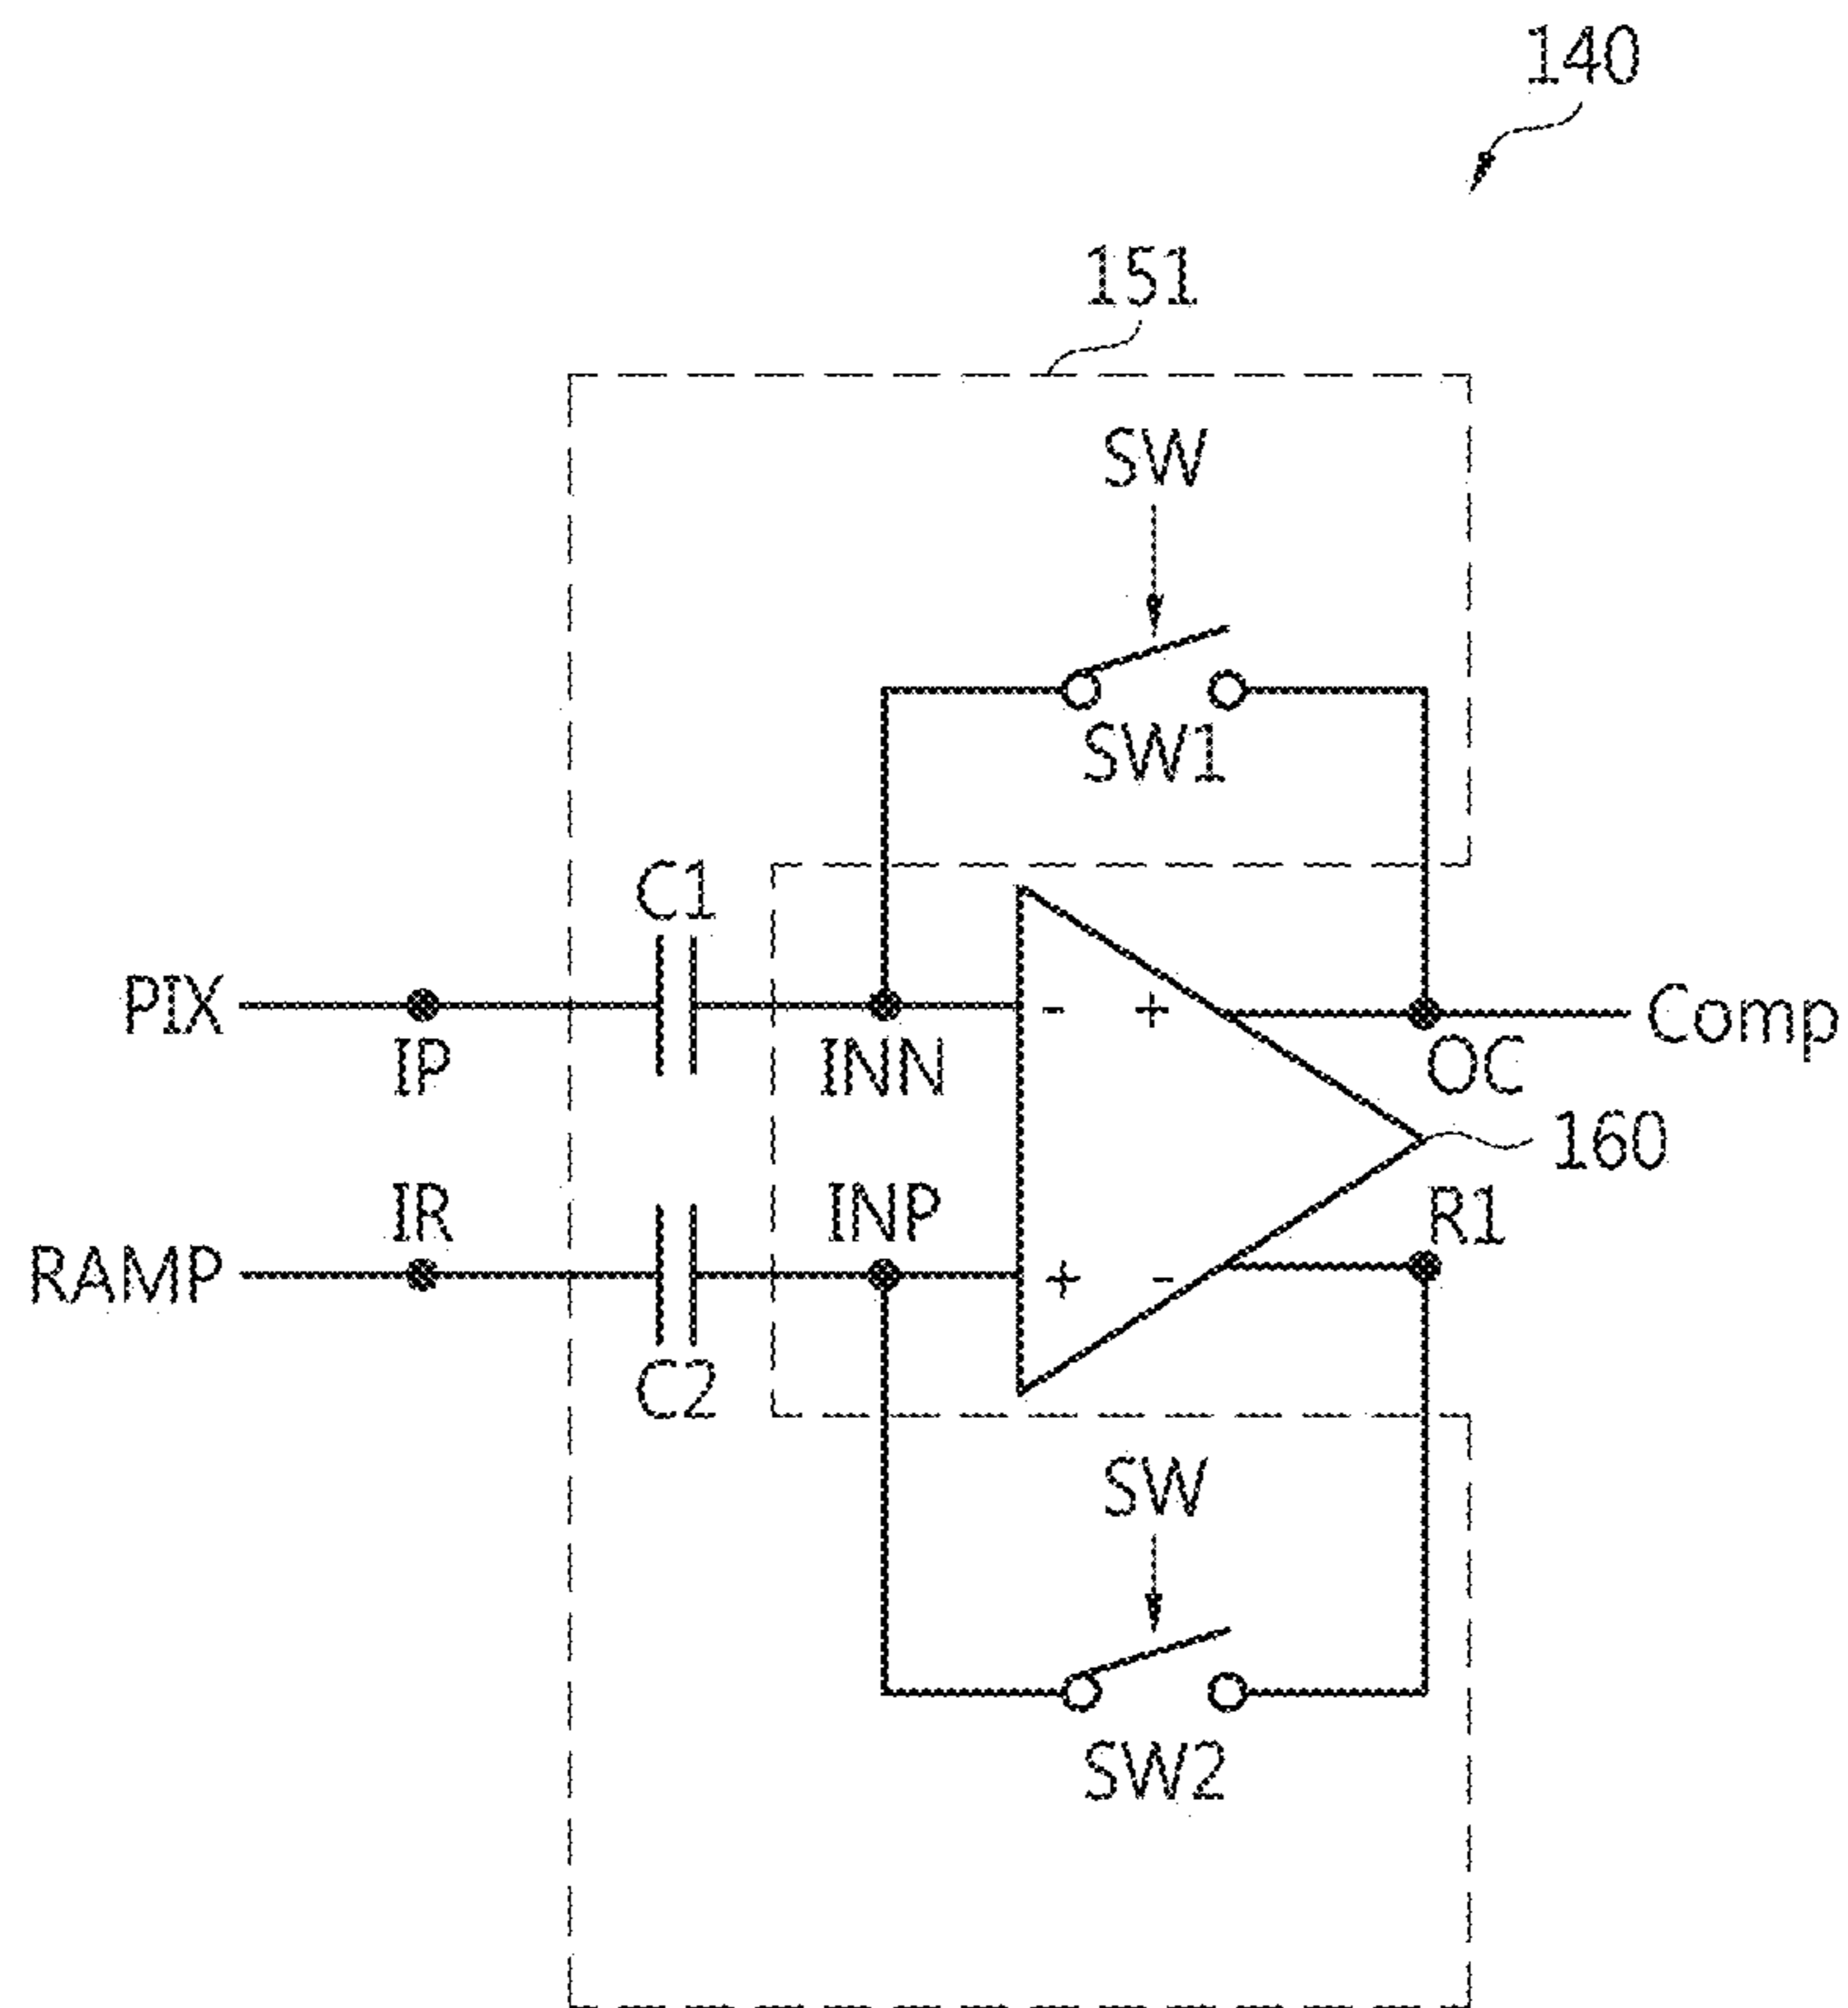 140
151
SW
SW1
C1
PIX
IP
INN
- +
OC
Comp
160
IR
INP
R1
RAMP
+ -
C2
SW
SW2